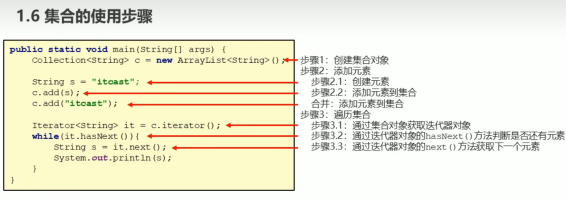 1.6 集合的使用步骤
public static void main(String[] args) {
Collection<String> c = new ArrayList<String>();
String s = "itcast";
c.add(s);
c.add("itcast");
Iterator<String> it = c.iterator();
while(it.hasNext()){
String s = it.next();
System.out.println(s);
}
}
步骤1：创建集合对象
步骤2：添加元素
步骤2.1：创建元素
步骤2.2：添加元素到集合
合并：添加元素到集合
步骤3：遍历集合
步骤3.1：通过集合对象获取迭代器对象
步骤3.2：通过迭代器对象的hasNext()方法判断是否还有元素
步骤3.3：通过迭代器对象的next()方法获取下一个元素